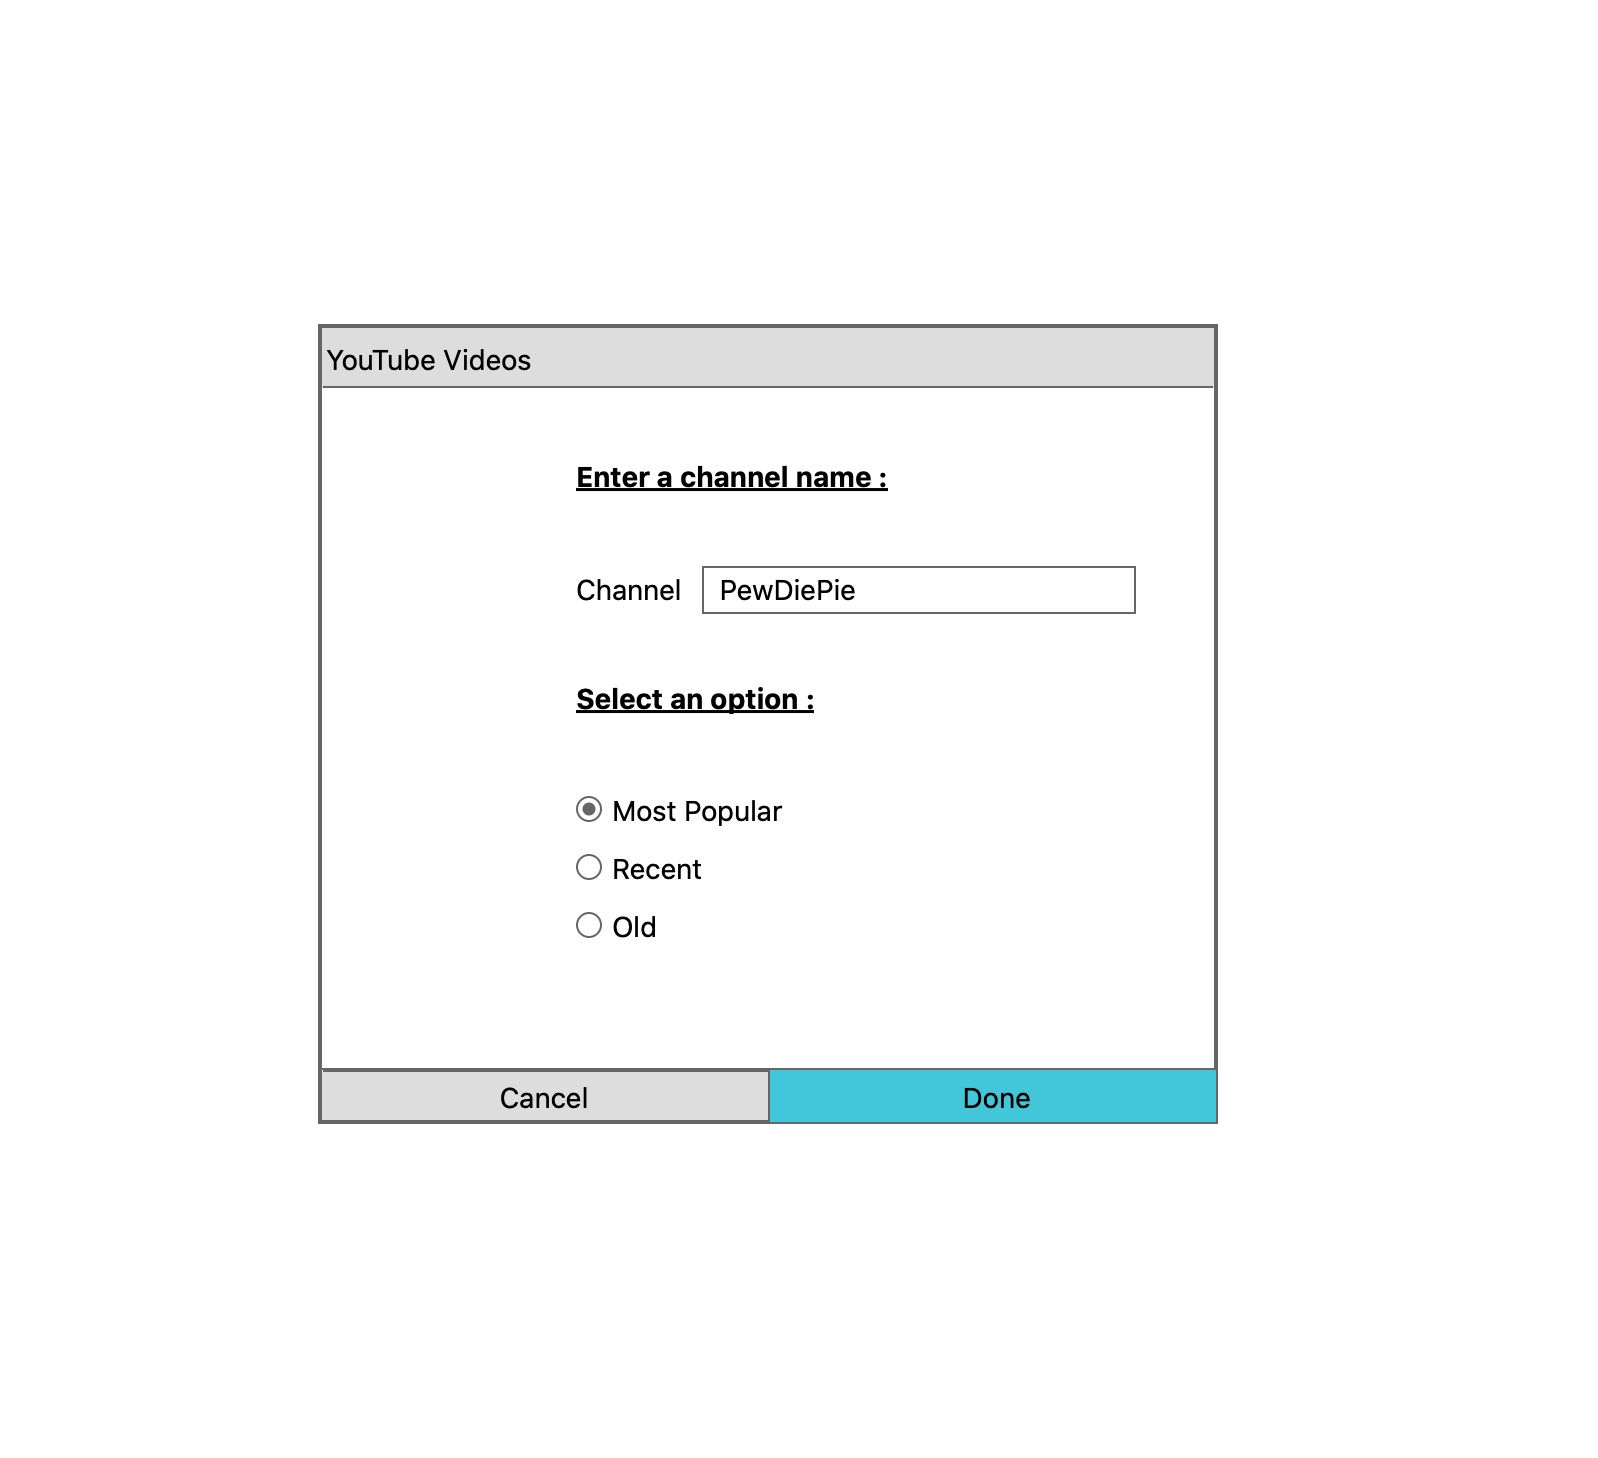 YouTube Videos
Enter a channel name :
Channel PewDiePie
Select an option :
Most Popular
Recent
Old
Cancel Done